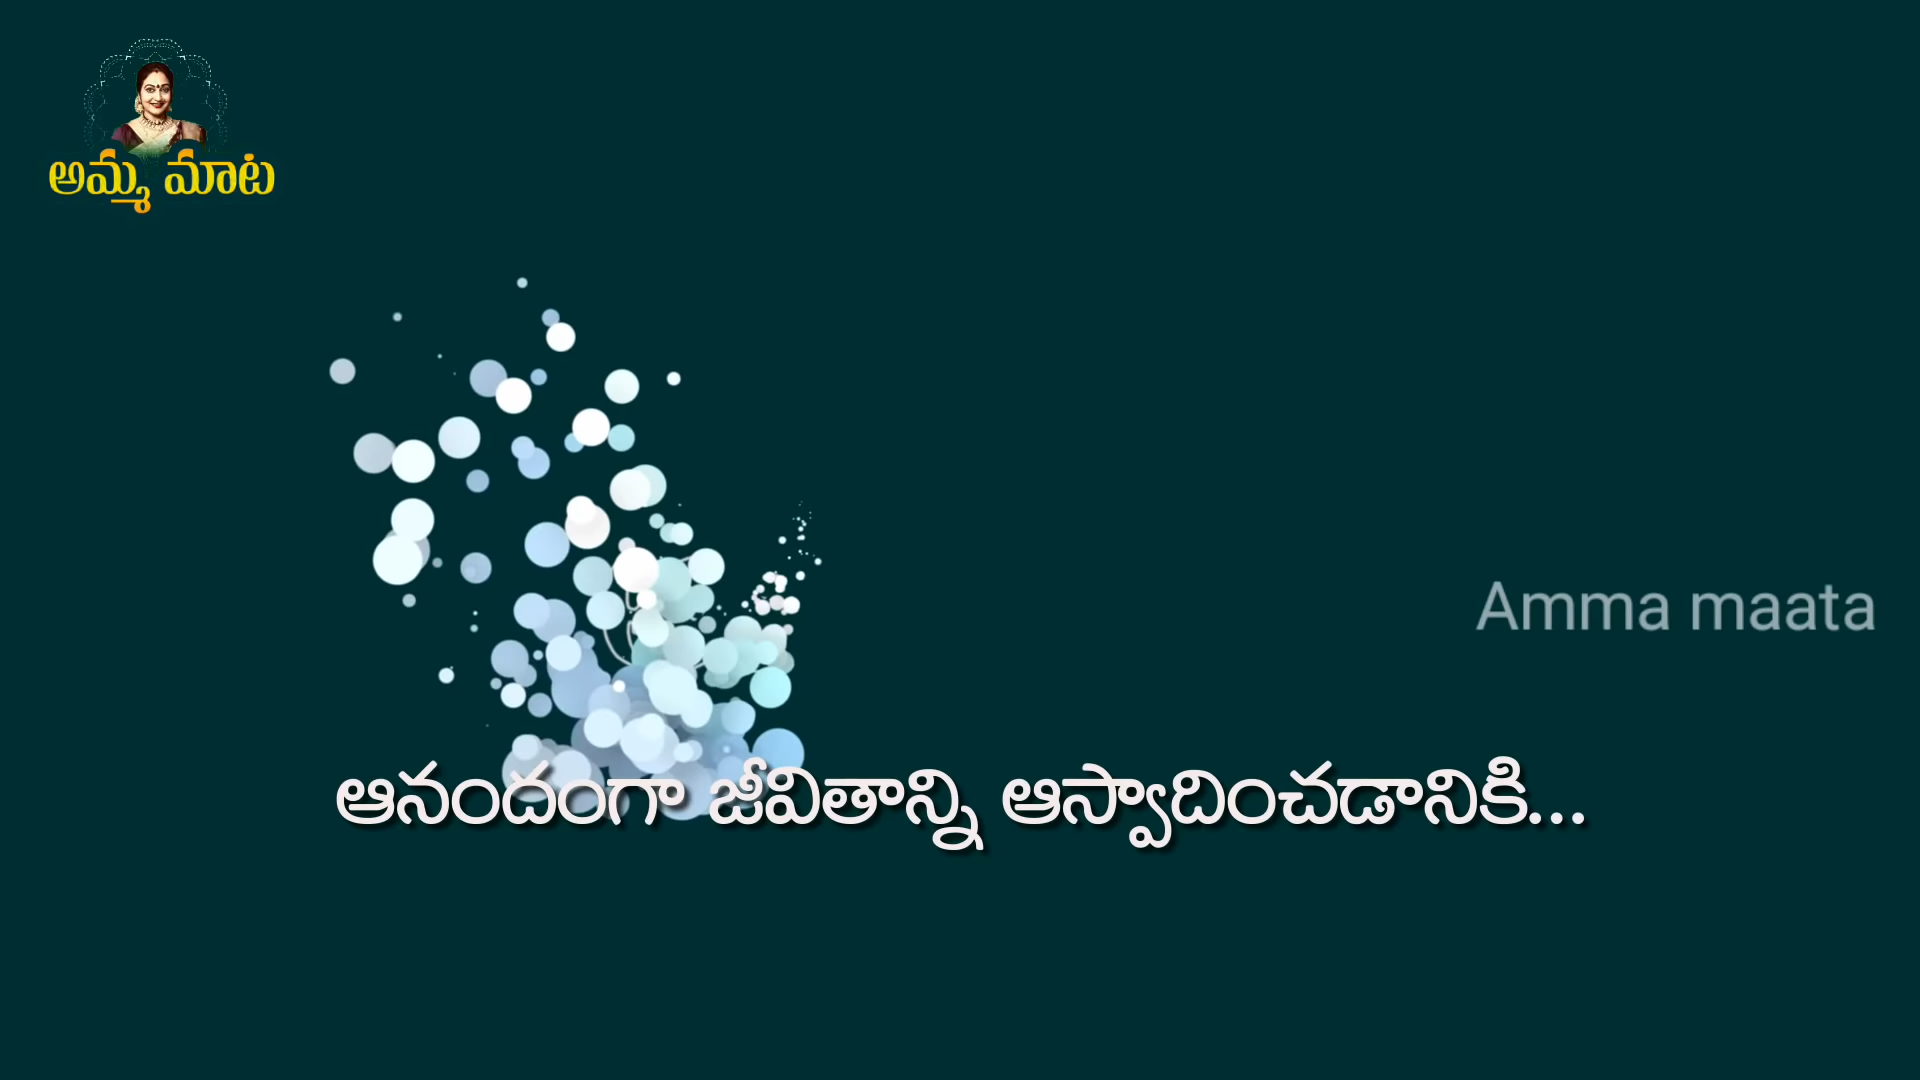 అమ్మ మాట
Amma maata
ఆనందంగా జీవితాన్ని ఆస్వాదించడానికి...